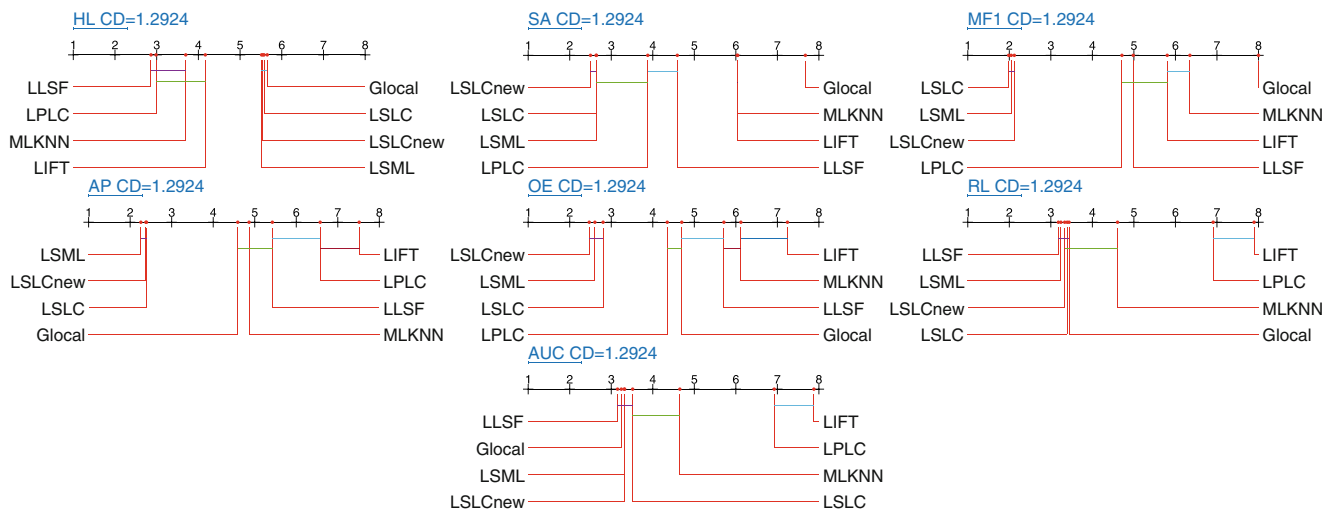 HL CD=1.2924
1 2 3 4 5 6 7 8
LLSF Glocal
LPLC LSLC
MLKNN LSLCnew
LIFT LSML
SA CD=1.2924
1 2 3 4 5 6 7 8
LSLCnew Glocal
LSLC MLKNN
LSML LIFT
LPLC LLSF
MF1 CD=1.2924
1 2 3 4 5 6 7 8
LSLC Glocal
LSML MLKNN
LSLCnew LIFT
LPLC LLSF
AP CD=1.2924
1 2 3 4 5 6 7 8
LSML LIFT
LSLCnew LPLC
LSLC LLSF
Glocal MLKNN
OE CD=1.2924
1 2 3 4 5 6 7 8
LSLCnew LIFT
LSML MLKNN
LSLC LLSF
LPLC Glocal
RL CD=1.2924
1 2 3 4 5 6 7 8
LLSF LIFT
LSML LPLC
LSLCnew MLKNN
LSLC Glocal
AUC CD=1.2924
1 2 3 4 5 6 7 8
LLSF LIFT
Glocal LPLC
LSML MLKNN
LSLCnew LSLC